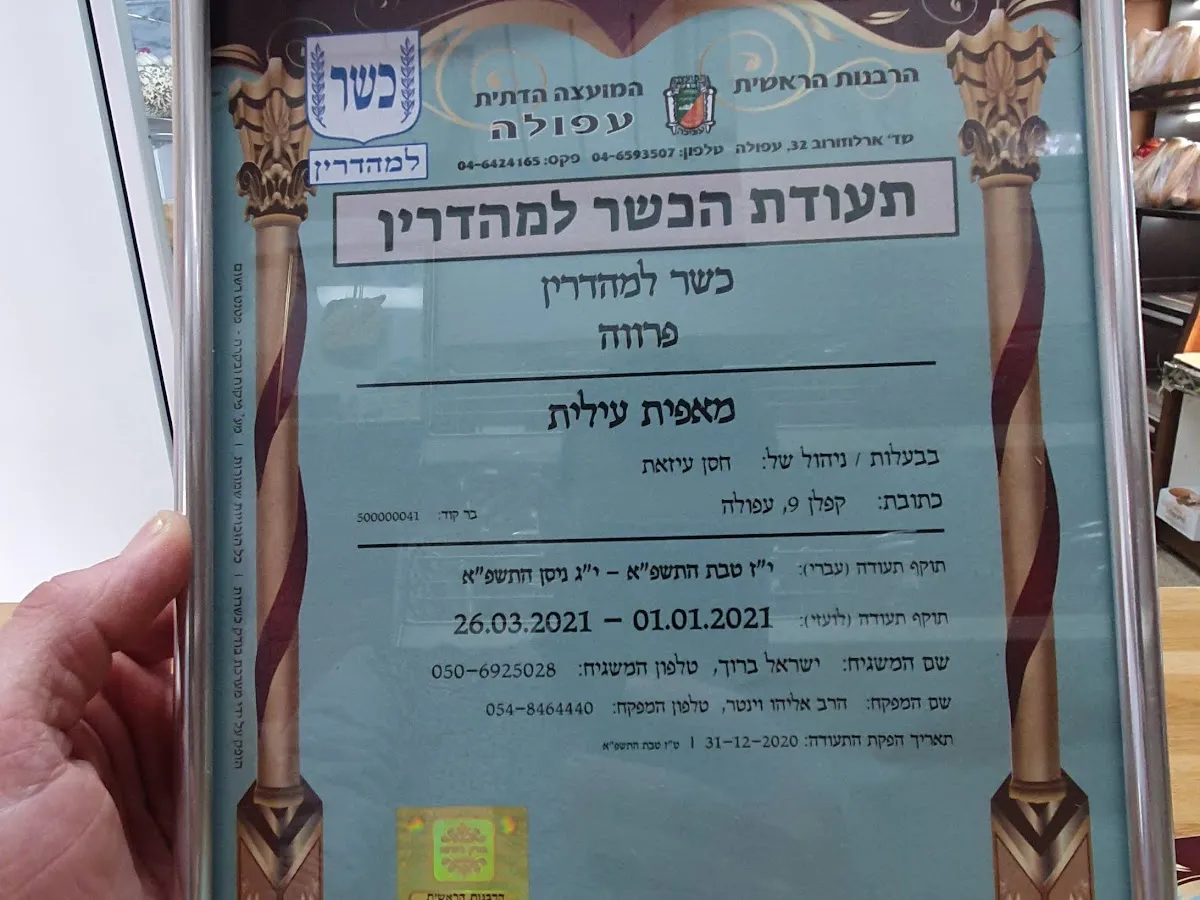 כשר
למהדרין
הרבנות הראשית
המועצה הדתית
עפולה
שד' ארלוזורוב 32, עפולה טלפון: 04-6593507 פקס: 04-6424165
תעודת הכשר למהדרין
כשר למהדרין
פרווה
מאפית עילית
בבעלות / ניהול של: חסן עיזאת
כתובת: קפלן 9, עפולה
בר קוד: 500000041
תוקף תעודה (עברי): י"ז טבת התשפ"א – י"ג ניסן התשפ"א
תוקף תעודה (לועזי): 01.01.2021 – 26.03.2021
שם המשגיח: ישראל ברוך, טלפון המשגיח: 050-6925028
שם המפקח: הרב אליהו וינטר, טלפון המפקח: 054-8464440
תאריך הפקת התעודה: 31-12-2020 | ט"ז טבת התשפ"א
הרבנות הראשית